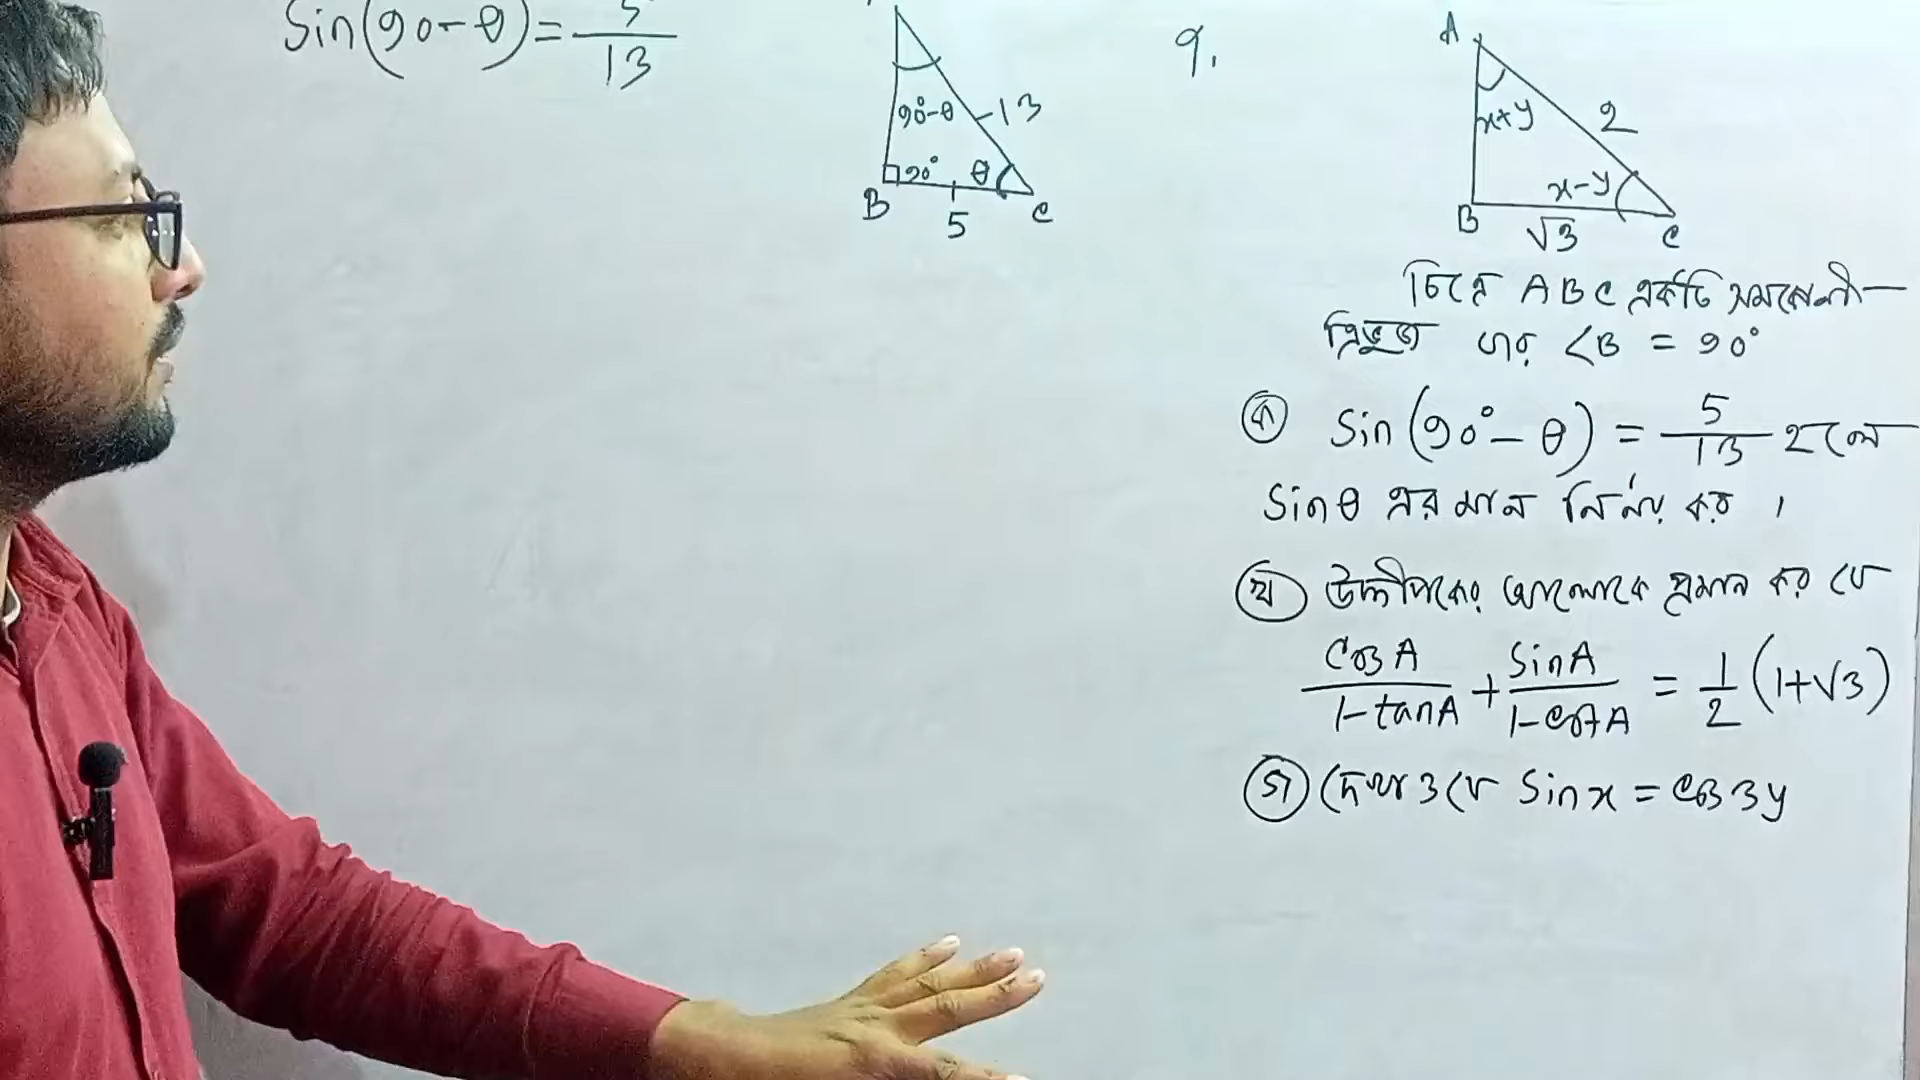 Sin(90-θ) = 5/13
90°-θ
13
90° θ
B
5
C
9.
A
x+y
2
x-y
B
√3
C
চিত্রে ABC একটি সমকোণী
ত্রিভুজ যার <B = 90°
ক Sin(90°-θ) = 5/13 হলে
Sinθ এর মান নির্ণয় কর।
খ উদ্দীপকের আলোকে প্রমান কর যে
CosA/1-tanA + SinA/1-cotA = 1/2 (1+√3)
গ দেখাও যে Sinx = cos3y